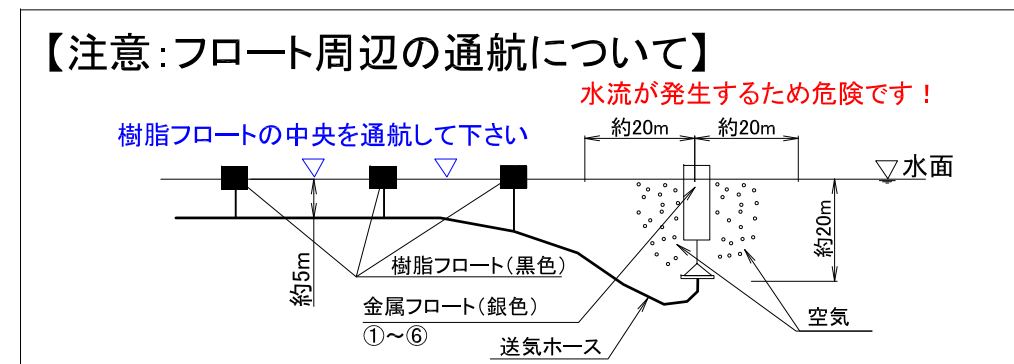 【注意:フロート周辺の通航について】
水流が発生するため危険です!
樹脂フロートの中央を通航して下さい
約20m
約20m
水面
約5m
約20m
樹脂フロート(黒色)
金属フロート(銀色)
①～⑥
空気
送気ホース